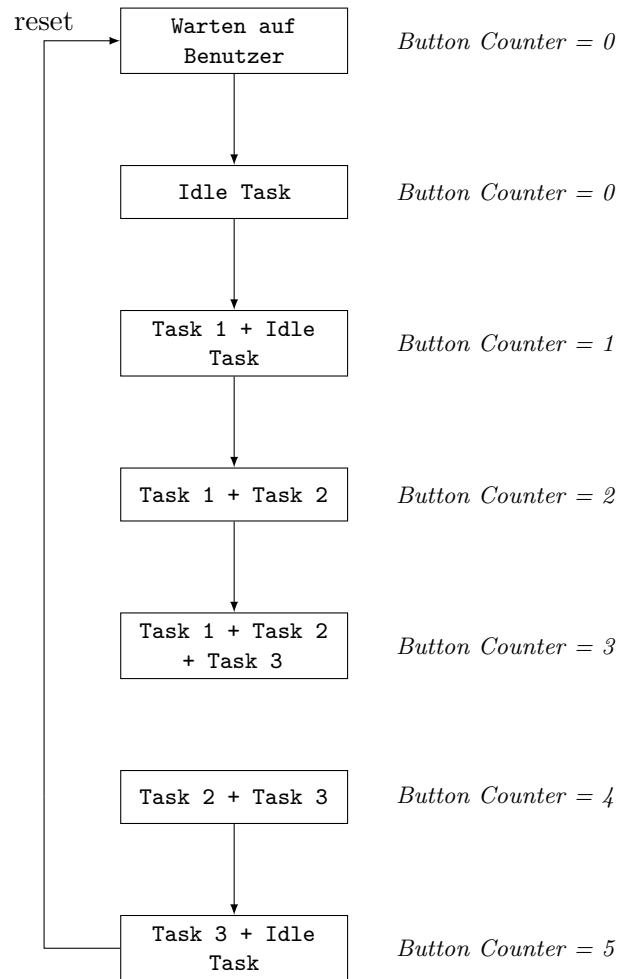 reset
Warten auf
Benutzer
Button Counter = 0
Idle Task
Button Counter = 0
Task 1 + Idle
Task
Button Counter = 1
Task 1 + Task 2
Button Counter = 2
Task 1 + Task 2
+ Task 3
Button Counter = 3
Task 2 + Task 3
Button Counter = 4
Task 3 + Idle
Task
Button Counter = 5